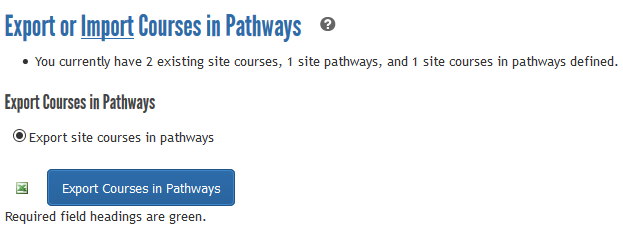 Export or Import Courses in Pathways ?
You currently have 2 existing site courses, 1 site pathways, and 1 site courses in pathways defined.
Export Courses in Pathways
Export site courses in pathways
Export Courses in Pathways
Required field headings are green.